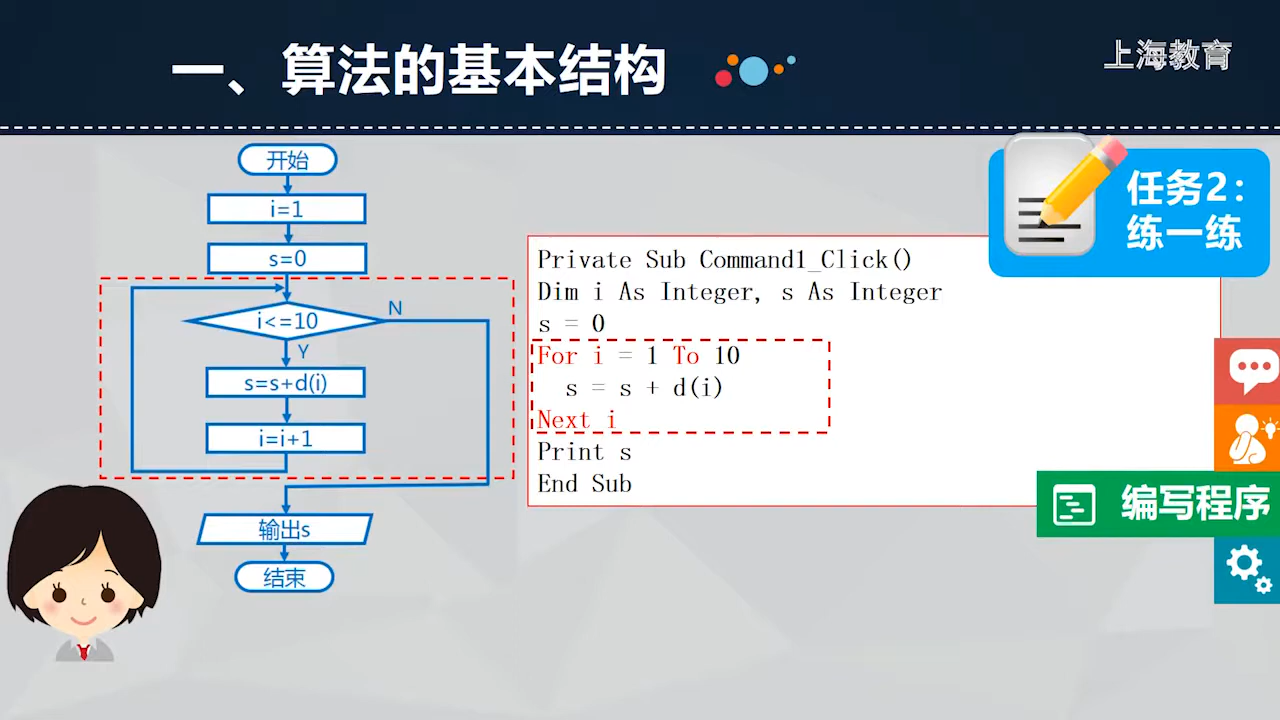 一、算法的基本结构
上海教育
任务2：
练一练
开始
i=1
s=0
i<=10
N
Y
s=s+d(i)
i=i+1
输出s
结束
Private Sub Command1_Click()
Dim i As Integer, s As Integer
s = 0
For i = 1 To 10
s = s + d(i)
Next i
Print s
End Sub
编写程序